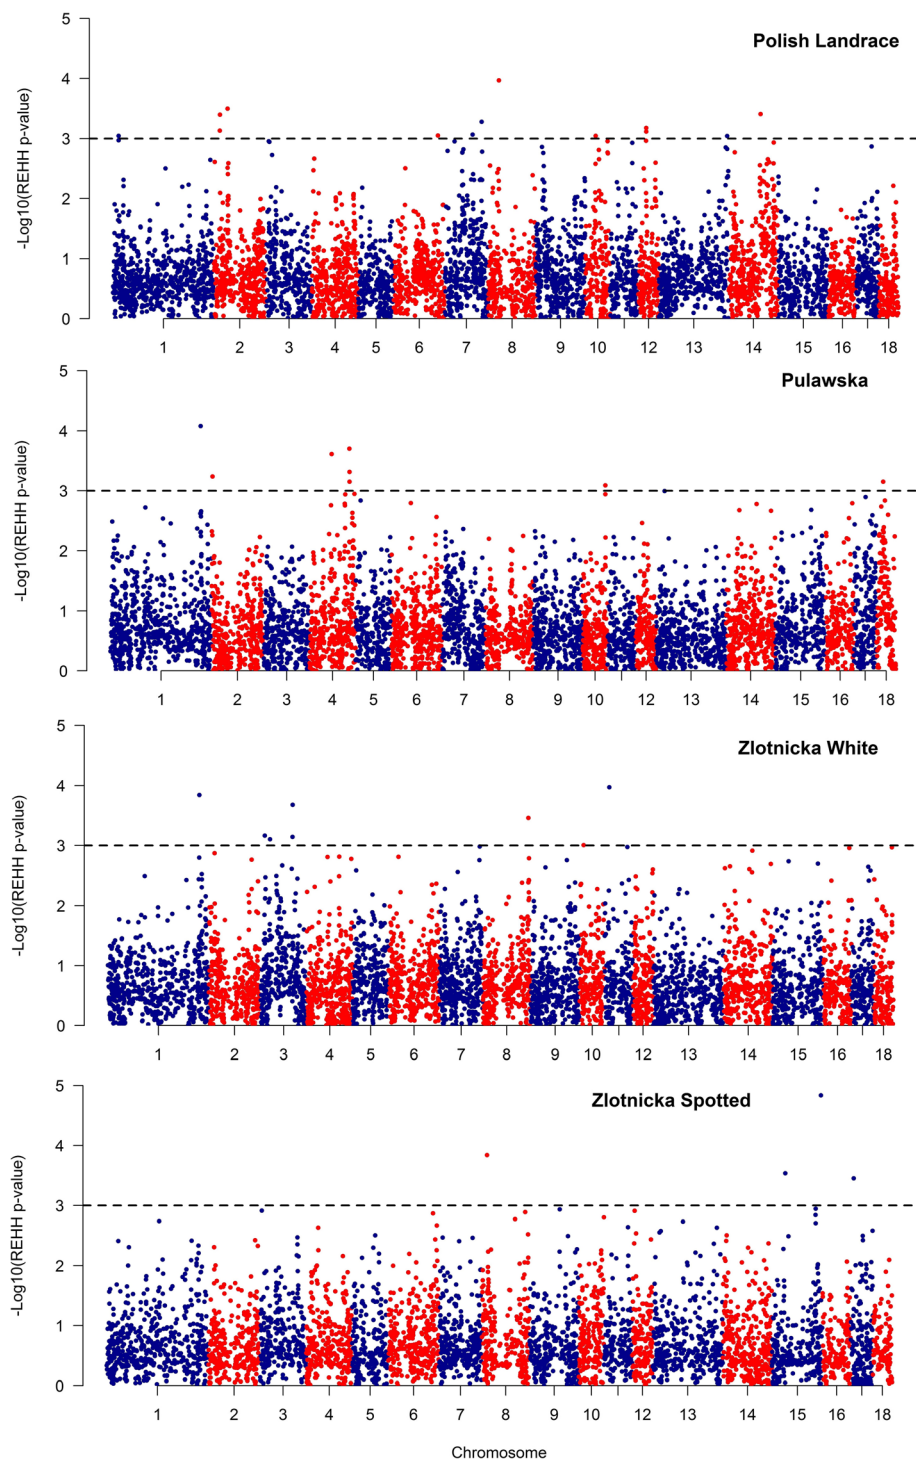 Polish Landrace
-Log10(REHH p-value)
5
4
3
2
1
0
1 2 3 4 5 6 7 8 9 10 12 13 14 15 16 18
Pulawska
-Log10(REHH p-value)
5
4
3
2
1
0
1 2 3 4 5 6 7 8 9 10 12 13 14 15 16 18
Zlotnicka White
-Log10(REHH p-value)
5
4
3
2
1
0
1 2 3 4 5 6 7 8 9 10 12 13 14 15 16 18
Zlotnicka Spotted
-Log10(REHH p-value)
5
4
3
2
1
0
1 2 3 4 5 6 7 8 9 10 12 13 14 15 16 18
Chromosome